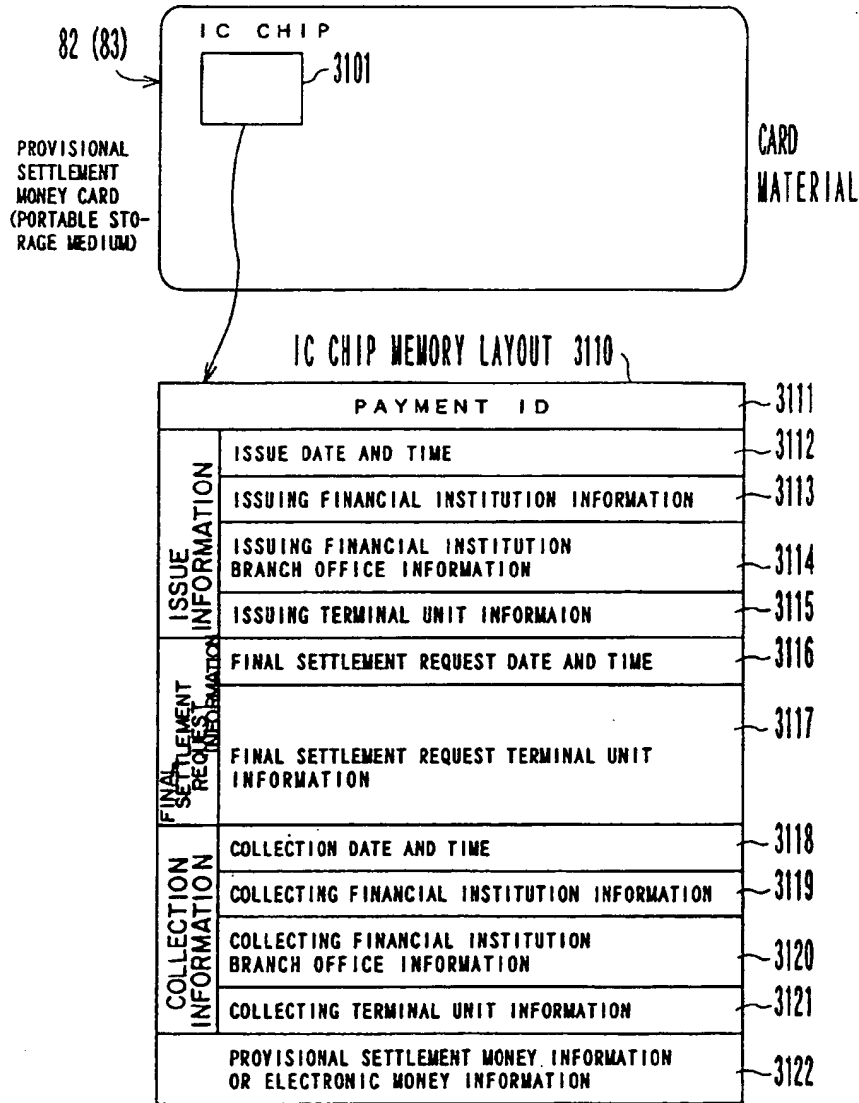 IC CHIP
82 (83)
3101
PROVISIONAL
SETTLEMENT
MONEY CARD
(PORTABLE STO-
RAGE MEDIUM)
CARD
MATERIAL
IC CHIP MEMORY LAYOUT 3110
PAYMENT ID
3111
ISSUE
INFORMATION
ISSUE DATE AND TIME
3112
ISSUING FINANCIAL INSTITUTION INFORMATION
3113
ISSUING FINANCIAL INSTITUTION
BRANCH OFFICE INFORMATION
3114
ISSUING TERMINAL UNIT INFORMAION
3115
FINAL
SETTLEMENT
REQUEST
INFORMATION
FINAL SETTLEMENT REQUEST DATE AND TIME
3116
FINAL SETTLEMENT REQUEST TERMINAL UNIT
INFORMATION
3117
COLLECTION
INFORMATION
COLLECTION DATE AND TIME
3118
COLLECTING FINANCIAL INSTITUTION INFORMATION
3119
COLLECTING FINANCIAL INSTITUTION
BRANCH OFFICE INFORMATION
3120
COLLECTING TERMINAL UNIT INFORMATION
3121
PROVISIONAL SETTLEMENT MONEY INFORMATION
OR ELECTRONIC MONEY INFORMATION
3122